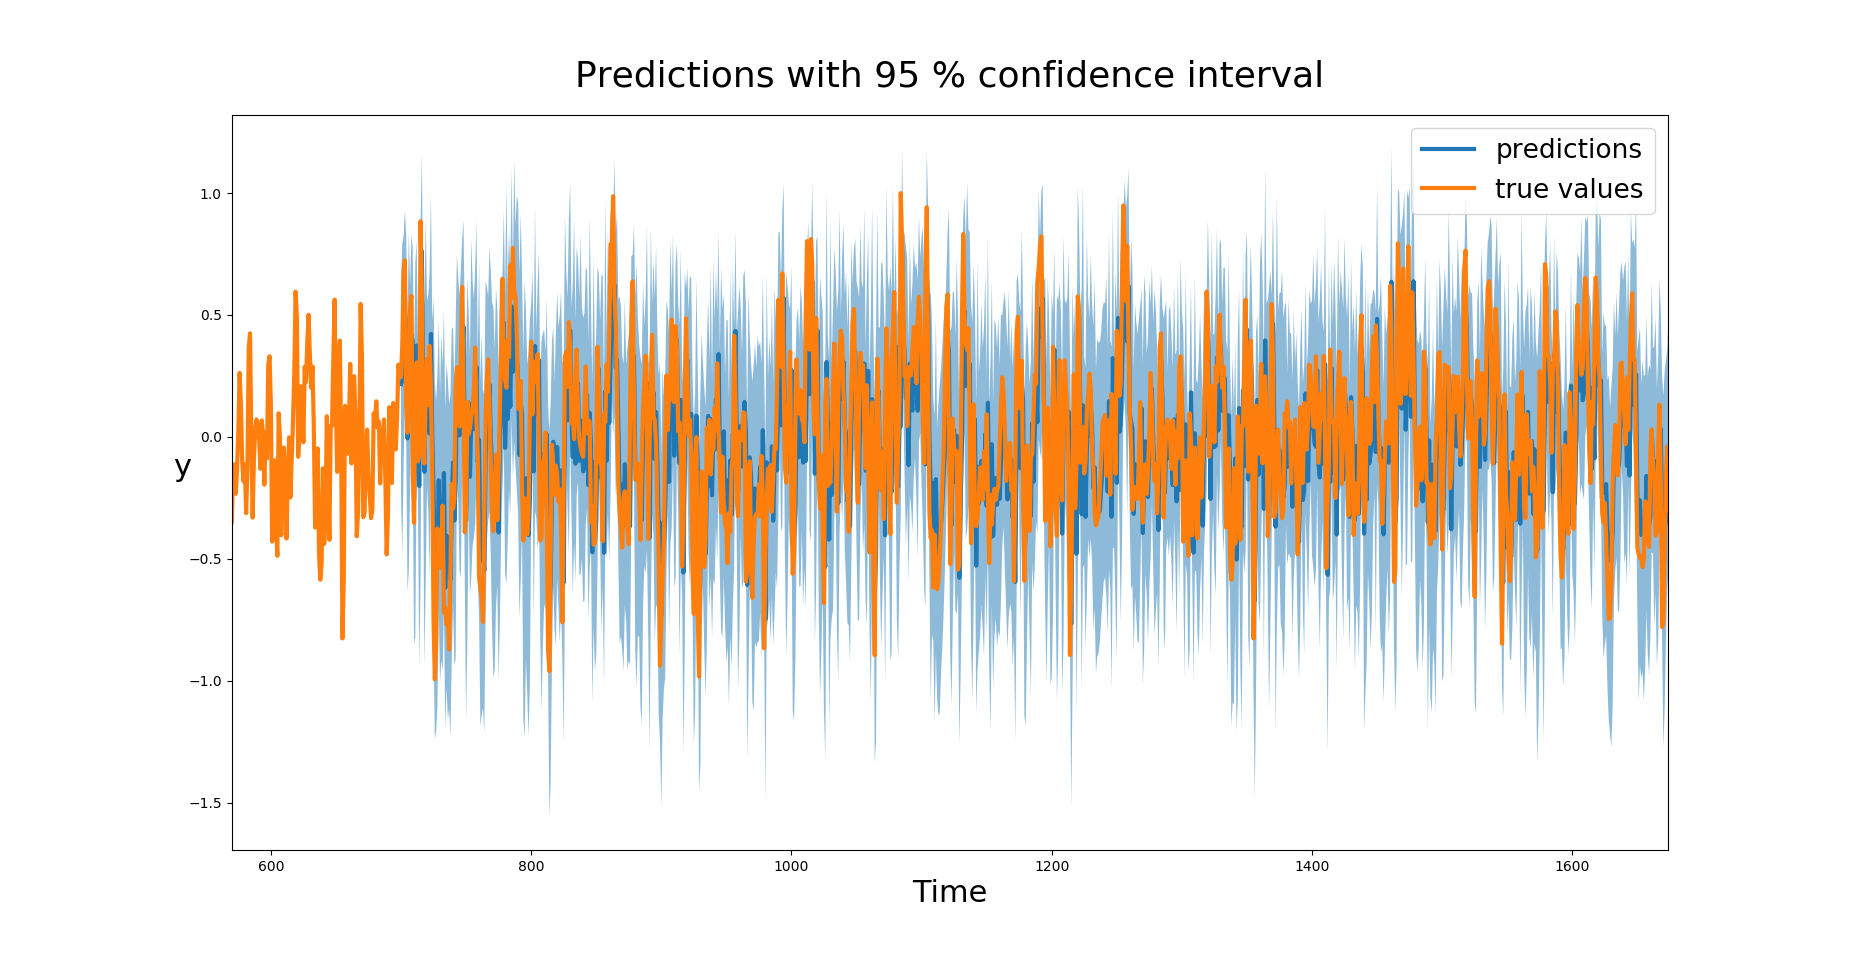 Predictions with 95 % confidence interval
predictions
true values
1.0
0.5
0.0
−0.5
−1.0
−1.5
y
600 800 1000 1200 1400 1600
Time